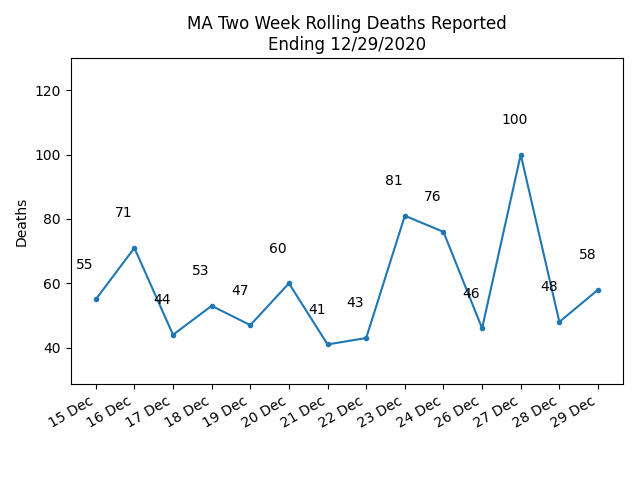 MA Two Week Rolling Deaths Reported
Ending 12/29/2020
120
100
80
60
40
Deaths
55
71
44
53
47
60
41
43
81
76
46
100
48
58
15 Dec
16 Dec
17 Dec
18 Dec
19 Dec
20 Dec
21 Dec
22 Dec
23 Dec
24 Dec
26 Dec
27 Dec
28 Dec
29 Dec